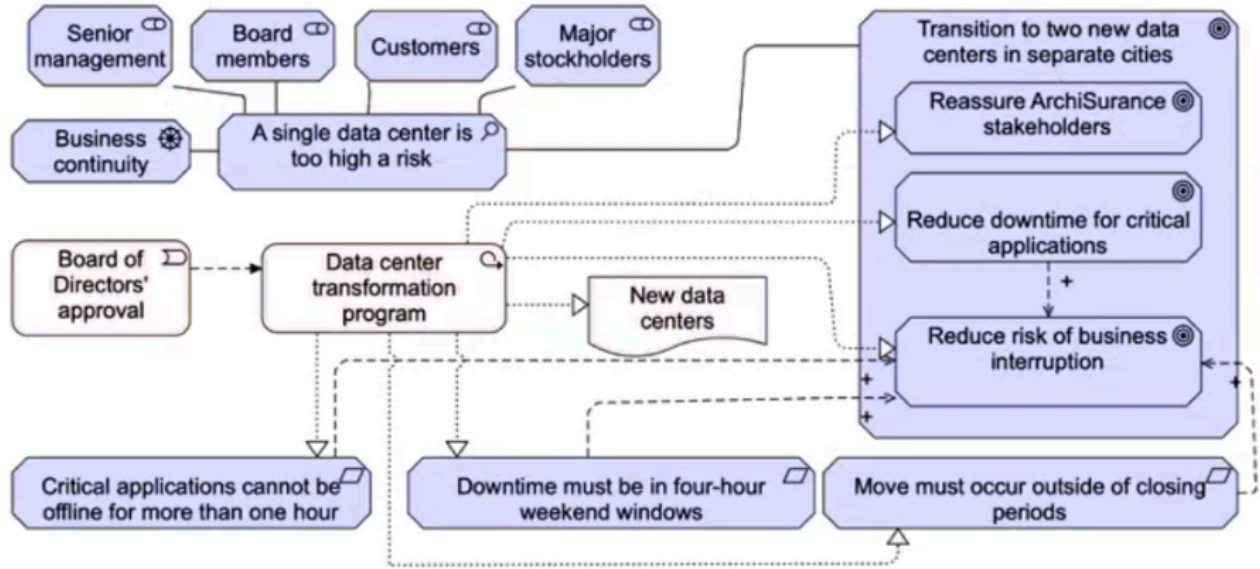 Senior
management
Board
members
Customers
Major
stockholders
Transition to two new data
centers in separate cities
Business
continuity
A single data center is
too high a risk
Reassure ArchiSurance
stakeholders
Reduce downtime for critical
applications
+
Board of
Directors'
approval
Data center
transformation
program
New data
centers
Reduce risk of business
interruption
+
+
+
Critical applications cannot be
offline for more than one hour
Downtime must be in four-hour
weekend windows
Move must occur outside of closing
periods